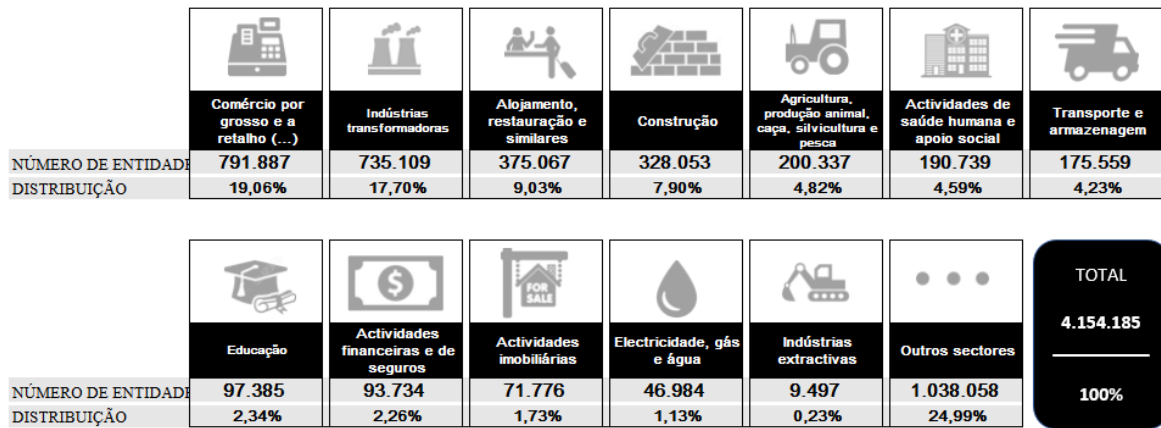 Comércio por
grosso e a
retalho (...)
Indústrias
transformadoras
Alojamento,
restauração e
similares
Construção
Agricultura,
produção animal,
caça, silvicultura e
pesca
Actividades de
saúde humana e
apoio social
Transporte e
armazenagem
NÚMERO DE ENTIDADE 791.887 735.109 375.067 328.053 200.337 190.739 175.559
DISTRIBUIÇÃO 19,06% 17,70% 9,03% 7,90% 4,82% 4,59% 4,23%
FOR
SALE
Educação
Actividades
financeiras e de
seguros
Actividades
imobiliárias
Electricidade, gás
e água
Indústrias
extractivas
Outros sectores
NÚMERO DE ENTIDADE 97.385 93.734 71.776 46.984 9.497 1.038.058
DISTRIBUIÇÃO 2,34% 2,26% 1,73% 1,13% 0,23% 24,99%
TOTAL
4.154.185
100%